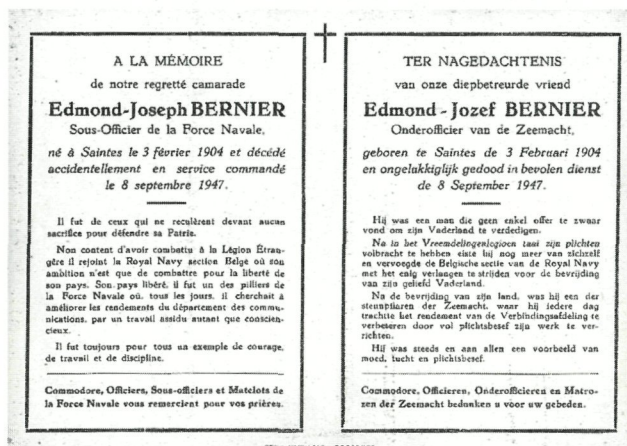 A LA MÉMOIRE
de notre regretté camarade
Edmond-Joseph BERNIER
Sous-Officier de la Force Navale,
né à Saintes le 3 février 1904 et décédé
accidentellement en service commandé
le 8 septembre 1947.
Il fut de ceux qui ne reculèrent devant aucun
sacrifice pour défendre sa Patrie.
Non content d'avoir combattu à la Légion Étran-
gère il rejoint la Royal Navy section Belge où son
ambition n'est que de combattre pour la liberté de
son pays. Son pays libéré, il fut un des pilliers de
la Force Navale où, tous les jours, il cherchait à
améliorer les rendements du département des commu-
nications, par un travail assidu autant que conscien-
cieux.
Il fut toujours pour tous un exemple de courage,
de travail et de discipline.
Commodore, Officiers, Sous-officiers et Matelots de
la Force Navale vous remercient pour vos prières.
TER NAGEDACHTENIS
van onze diepbetreurde vriend
Edmond - Jozef BERNIER
Onderofficier van de Zeemacht,
geboren te Saintes de 3 Februari 1904
en ongelakkiglijk gedood in bevolen dienst
de 8 September 1947.
Hij was een man die geen enkel offer te zwaar
vond om zijn Vaderland te verdedigen.
Na in het Vreemdelingenlegioen taai zijn plichten
volbracht te hebben eiste hij nog meer van zichzelf
en vervoegde de Belgische sectie van de Royal Navy
met het enig verlangen te strijden voor de bevrijding
van zijn geliefd Vaderland.
Na de bevrijding van zijn land, was hij een der
steunpilaren der Zeemacht, waar hij iedere dag
trachtte het rendement van de Verbindingsafdeling te
verbeteren door vol plichtsbesef zijn werk te ver-
richten.
Hij was steeds en aan allen een voorbeeld van
moed, tucht en plichtsbesef.
Commodore, Officieren, Onderofficieren en Matro-
zen der Zeemacht bedanken u voor uw gebeden.